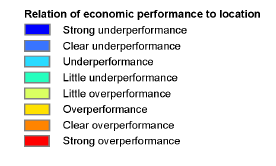 Relation of economic performance to location
Strong underperformance
Clear underperformance
Underperformance
Little underperformance
Little overperformance
Overperformance
Clear overperformance
Strong overperformance